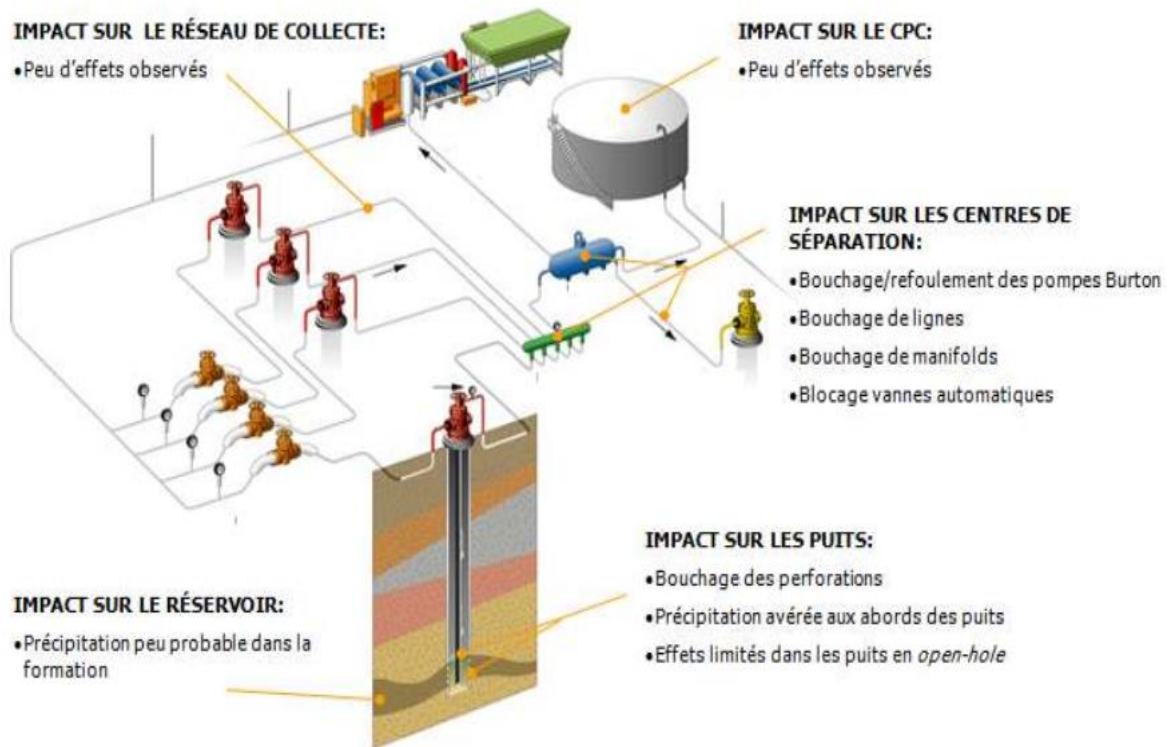 IMPACT SUR LE RÉSEAU DE COLLECTE:
•Peu d'effets observés
IMPACT SUR LE CPC:
•Peu d'effets observés
IMPACT SUR LES CENTRES DE
SÉPARATION:
•Bouchage/refoulement des pompes Burton
•Bouchage de lignes
•Bouchage de manifolds
•Blocage vannes automatiques
IMPACT SUR LES PUITS:
•Bouchage des perforations
•Précipitation avérée aux abords des puits
•Effets limités dans les puits en open-hole
IMPACT SUR LE RÉSERVOIR:
•Précipitation peu probable dans la
formation